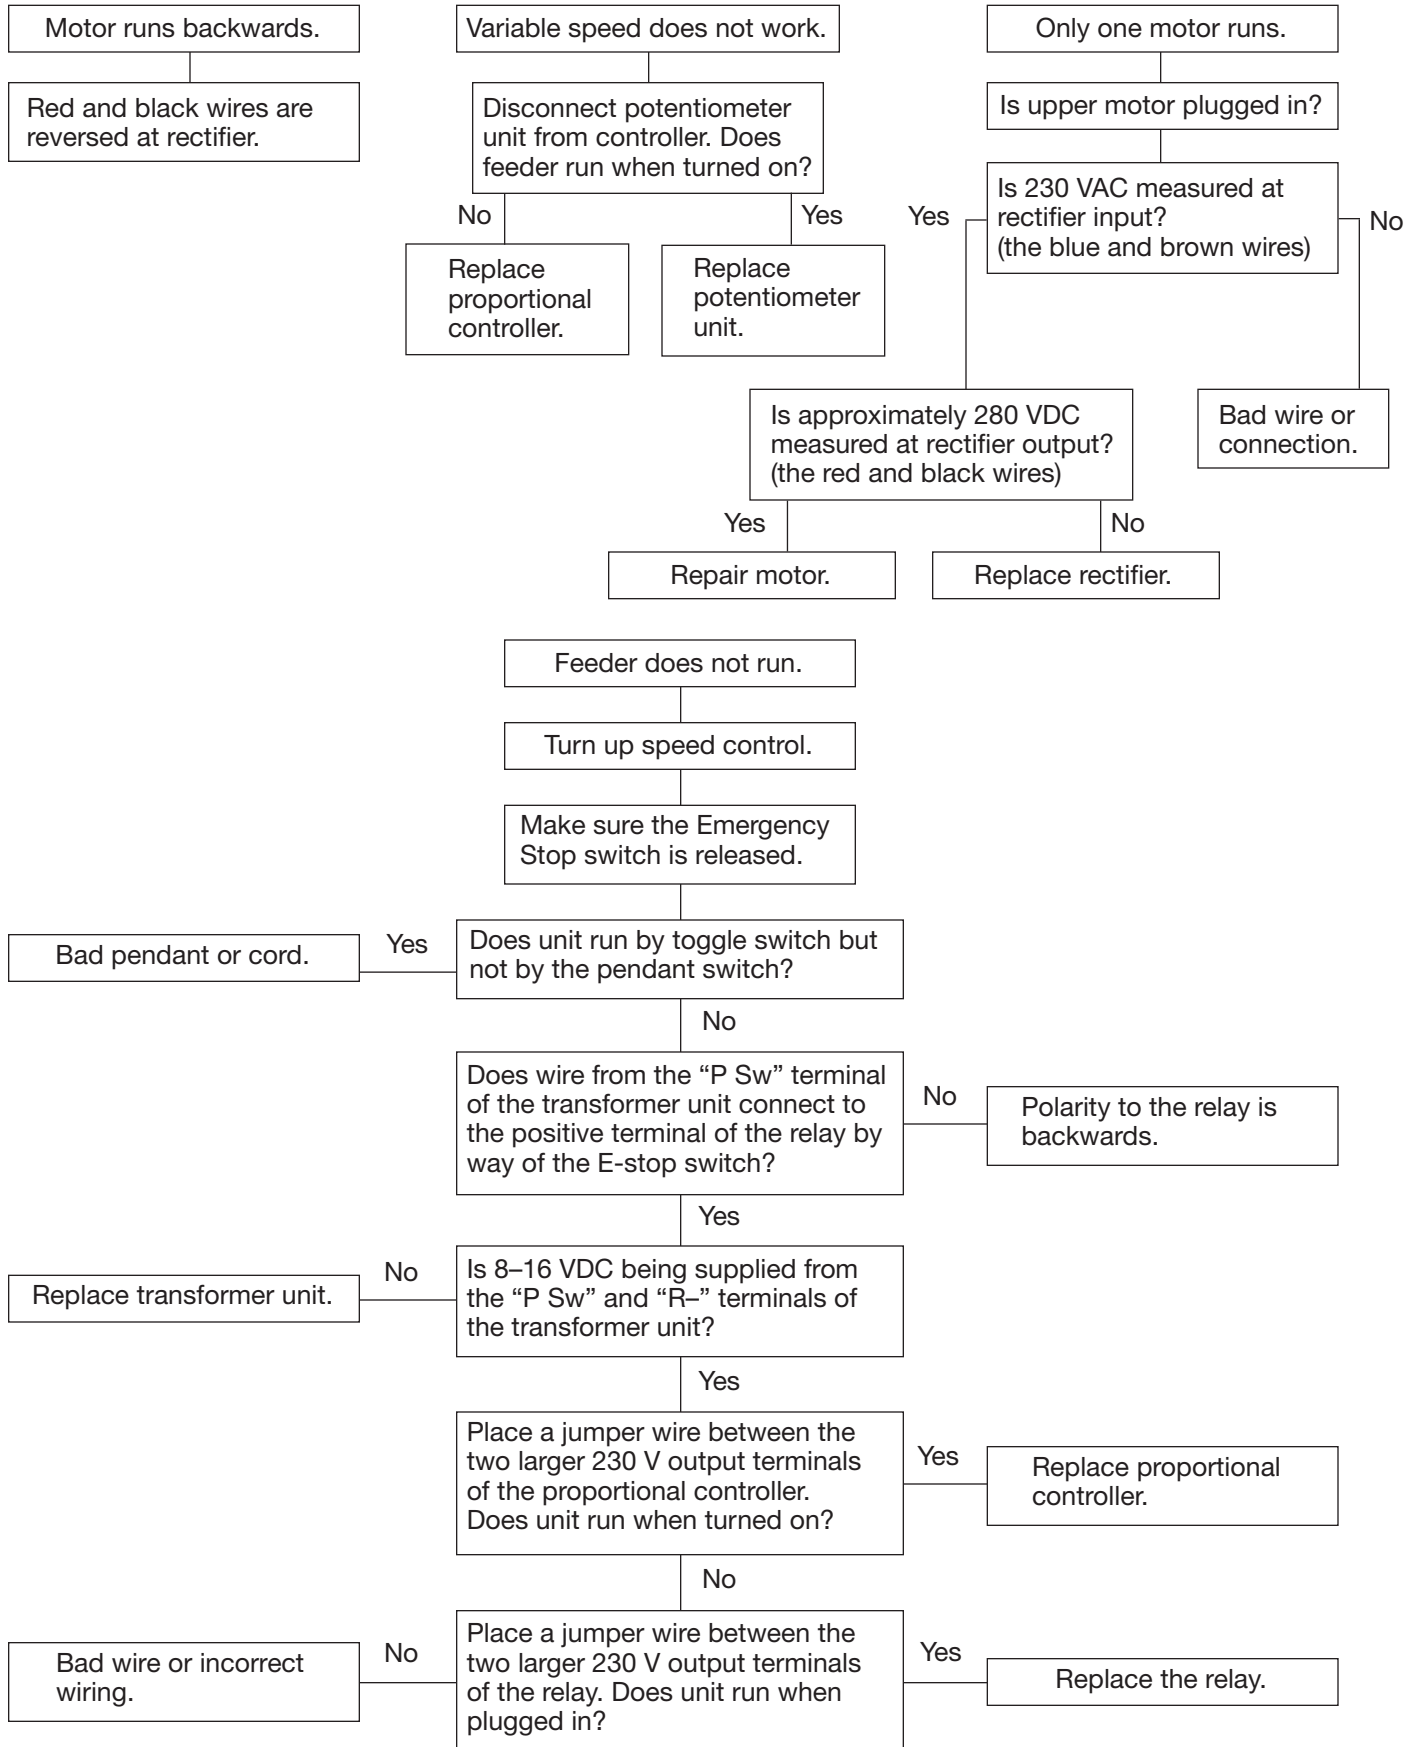 Motor runs backwards.
Red and black wires are
reversed at rectifier.
Variable speed does not work.
Disconnect potentiometer
unit from controller. Does
feeder run when turned on?
No
Yes
Replace
proportional
controller.
Replace
potentiometer
unit.
Only one motor runs.
Is upper motor plugged in?
Is 230 VAC measured at
rectifier input?
(the blue and brown wires)
Yes
No
Is approximately 280 VDC
measured at rectifier output?
(the red and black wires)
Bad wire or
connection.
Yes
No
Repair motor.
Replace rectifier.
Feeder does not run.
Turn up speed control.
Make sure the Emergency
Stop switch is released.
Does unit run by toggle switch but
not by the pendant switch?
Yes
Bad pendant or cord.
No
Does wire from the “P Sw” terminal
of the transformer unit connect to
the positive terminal of the relay by
way of the E-stop switch?
No
Polarity to the relay is
backwards.
Yes
Is 8–16 VDC being supplied from
the “P Sw” and “R–” terminals of
the transformer unit?
No
Replace transformer unit.
Yes
Place a jumper wire between the
two larger 230 V output terminals
of the proportional controller.
Does unit run when turned on?
Yes
Replace proportional
controller.
No
Place a jumper wire between the
two larger 230 V output terminals
of the relay. Does unit run when
plugged in?
No
Bad wire or incorrect
wiring.
Yes
Replace the relay.